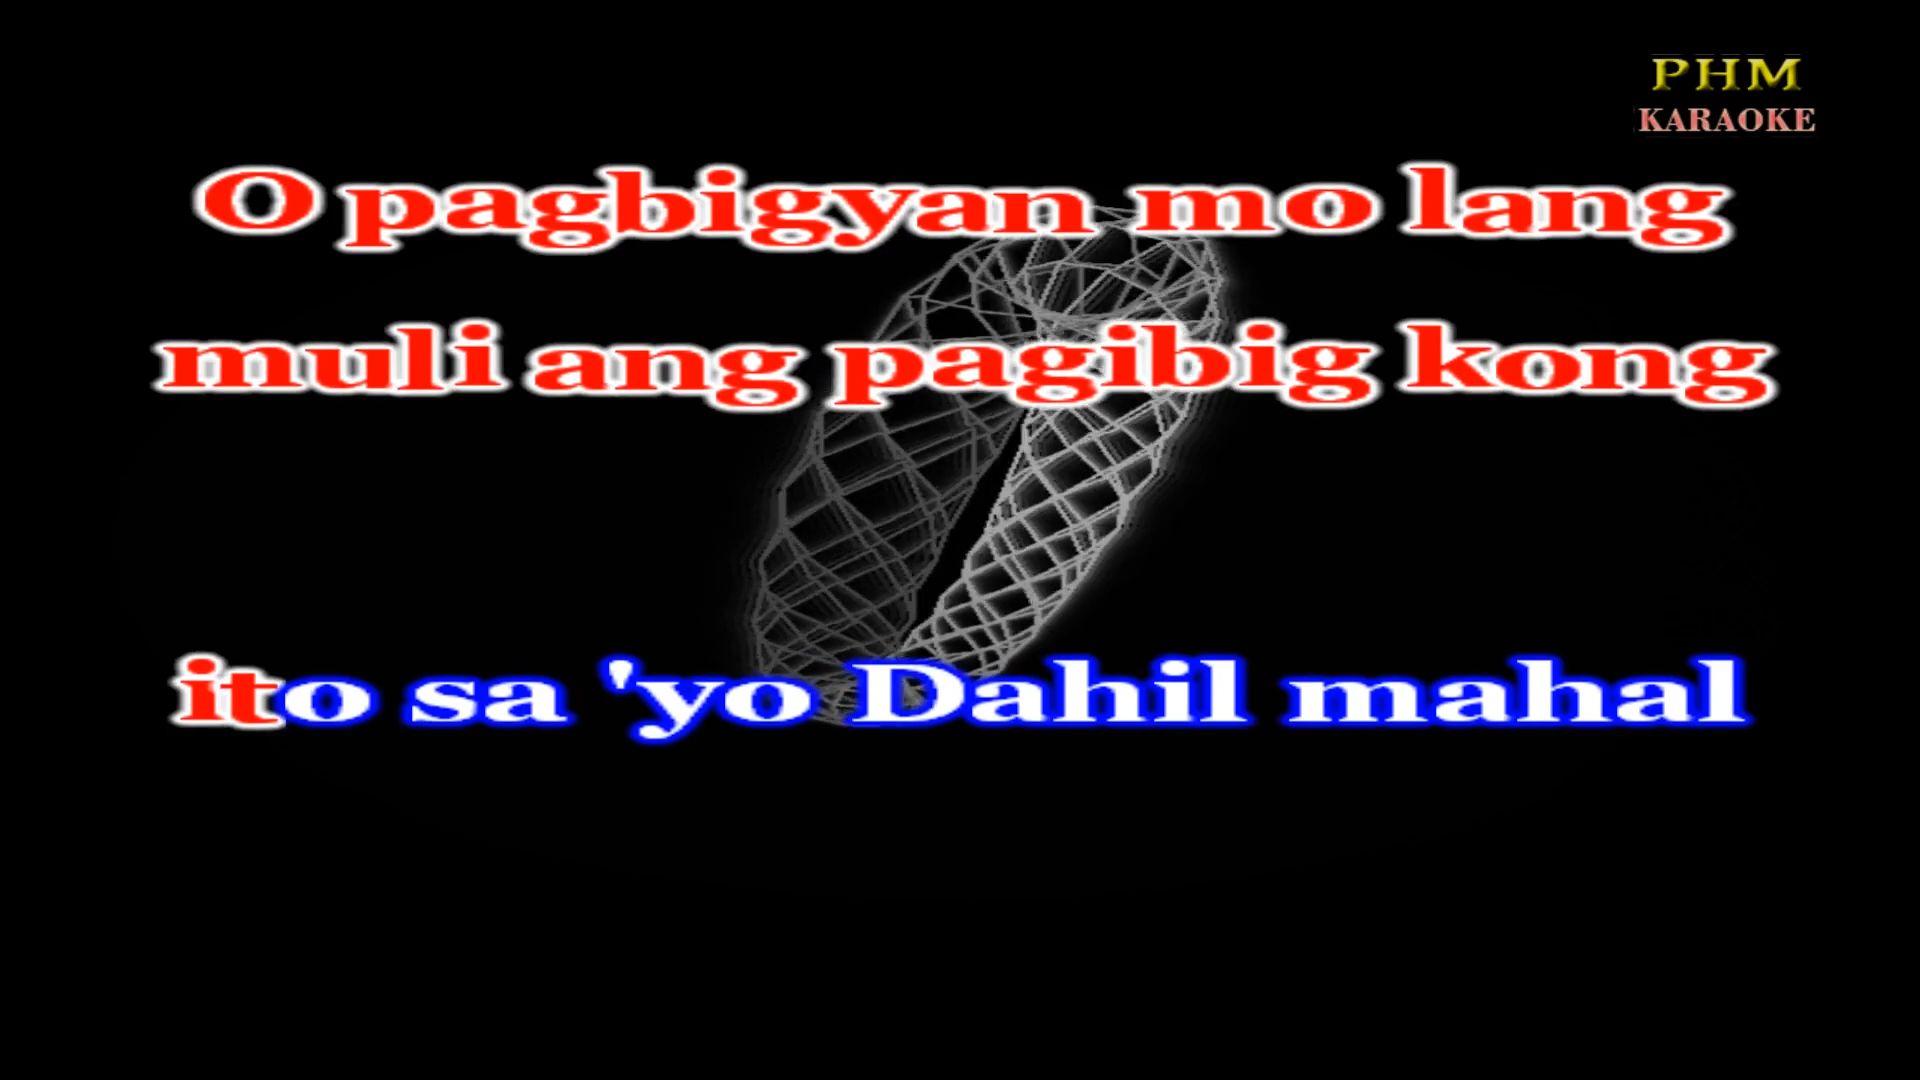 PHM
KARAOKE
O pagbigyan mo lang
muli ang pagibig kong
ito sa 'yo Dahil mahal